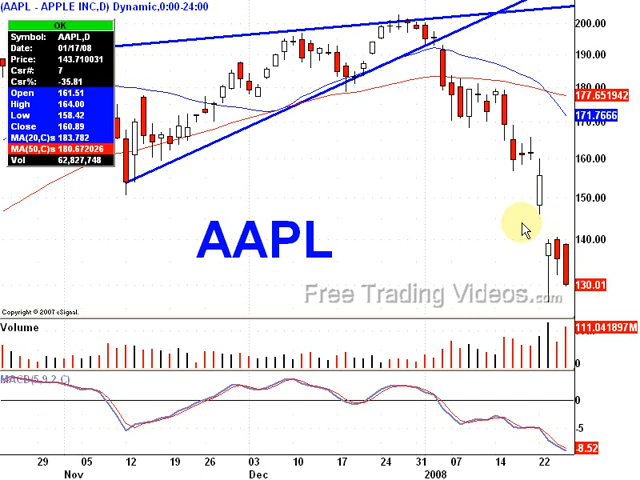 (AAPL - APPLE INC,D) Dynamic,0:00-24:00
OK
Symbol: AAPL,D
Date: 01/17/08
Price: 143.710031
Csr#: 7
Csr%: -35.81
Open 161.51
High 164.00
Low 158.42
Close 160.89
MA(20,C)s 183.782
MA(50,C)s 180.672026
Vol 62,827,748
200.00
190.00
180.00
177.651942
171.7666
160.00
150.00
140.00
130.01
AAPL
Free Trading Videos.com
Copyright © 2007 eSignal.
Volume
111.041897M
0
MACD(5,9,2,C)
0
-5
-8.52
29 05 12 19 26 03 10 17 24 31 07 14 22
Nov Dec 2008